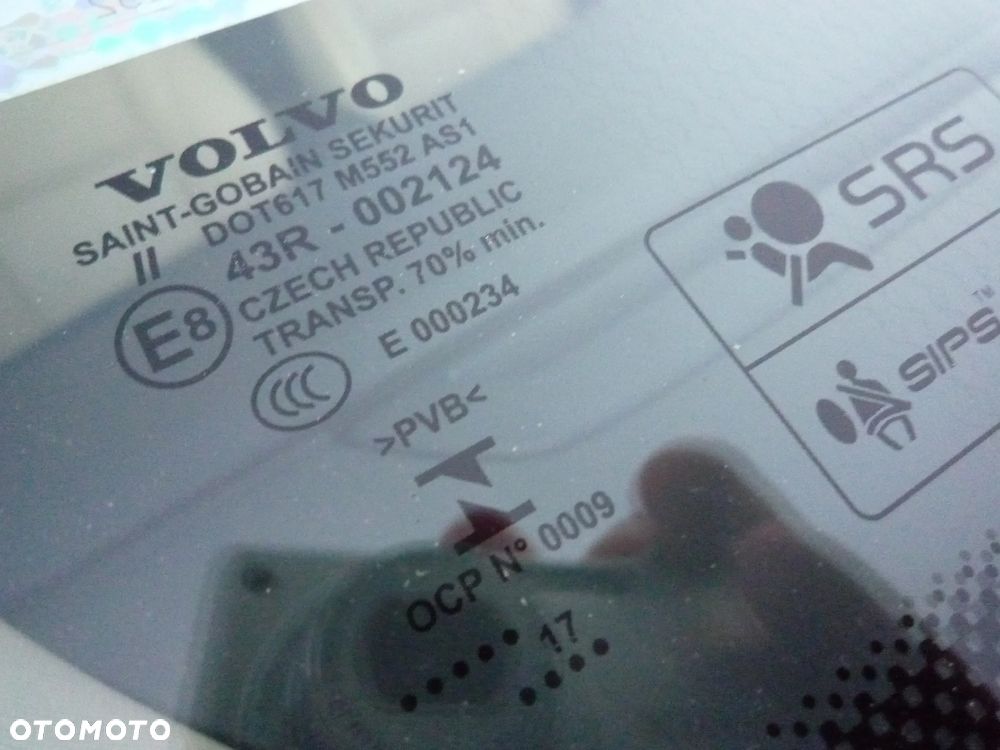 VOLVO
SAINT-GOBAIN SEKURIT
II DOT617 M552 AS1
43R - 002124
E8 CZECH REPUBLIC
TRANSP. 70% min.
CCC E 000234
>PVB<
OCP N° 0009
..... 17 ....
SRS
SIPS™
OTOMOTO